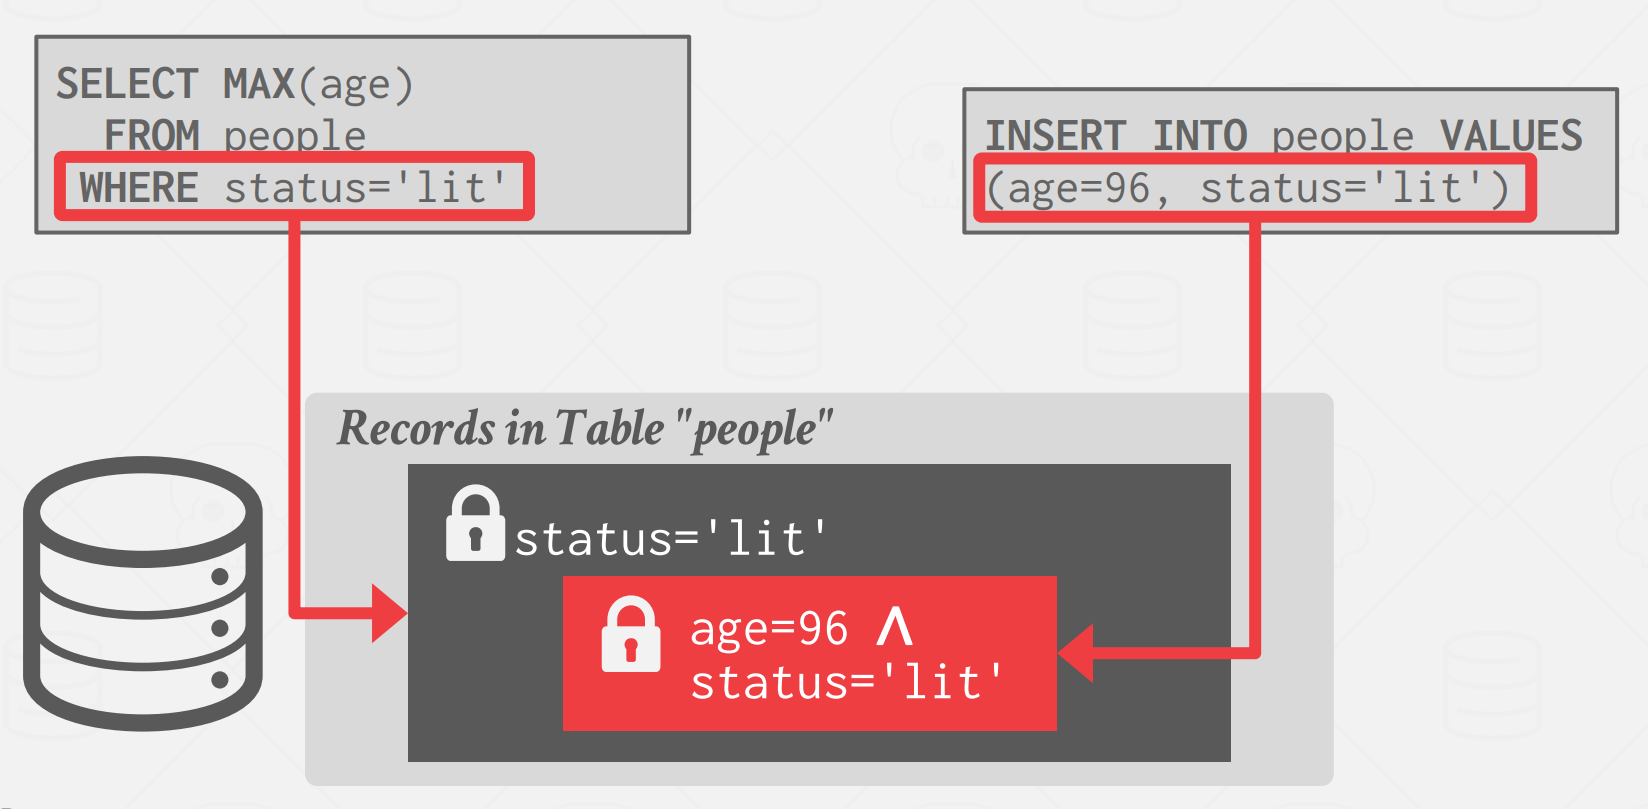 SELECT MAX(age)
FROM people
WHERE status='lit'
INSERT INTO people VALUES
(age=96, status='lit')
Records in Table "people"
status='lit'
age=96 ∧
status='lit'